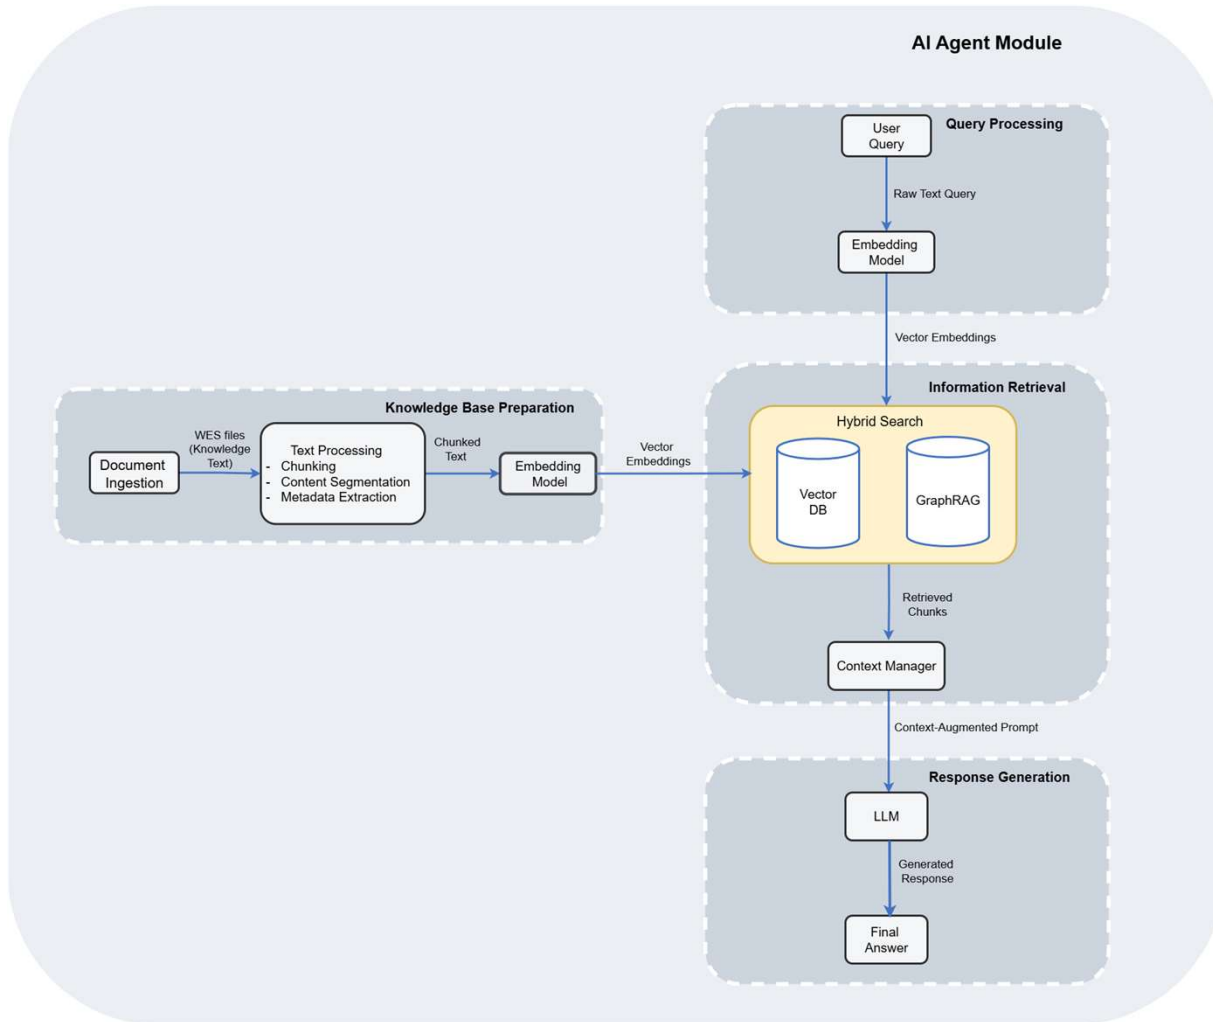 AI Agent Module
Query Processing
User
Query
Raw Text Query
Embedding
Model
Vector Embeddings
Knowledge Base Preparation
Document
Ingestion
WES files
(Knowledge
Text)
Text Processing
- Chunking
- Content Segmentation
- Metadata Extraction
Chunked
Text
Embedding
Model
Vector
Embeddings
Information Retrieval
Hybrid Search
Vector
DB
GraphRAG
Retrieved
Chunks
Context Manager
Context-Augmented Prompt
Response Generation
LLM
Generated
Response
Final
Answer